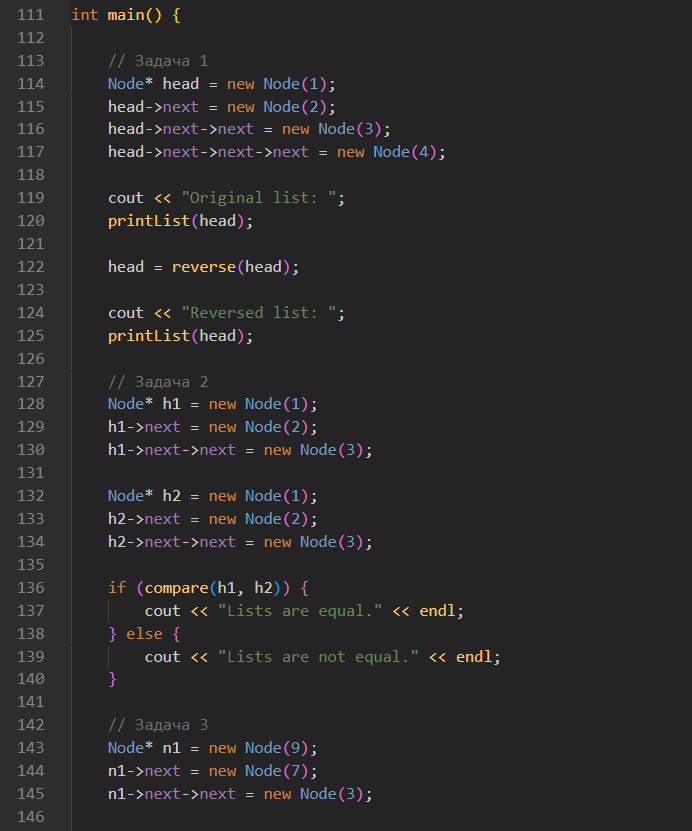 111 int main() {
112
113     // Задача 1
114     Node* head = new Node(1);
115     head->next = new Node(2);
116     head->next->next = new Node(3);
117     head->next->next->next = new Node(4);
118
119     cout << "Original list: ";
120     printList(head);
121
122     head = reverse(head);
123
124     cout << "Reversed list: ";
125     printList(head);
126
127     // Задача 2
128     Node* h1 = new Node(1);
129     h1->next = new Node(2);
130     h1->next->next = new Node(3);
131
132     Node* h2 = new Node(1);
133     h2->next = new Node(2);
134     h2->next->next = new Node(3);
135
136     if (compare(h1, h2)) {
137         cout << "Lists are equal." << endl;
138     } else {
139         cout << "Lists are not equal." << endl;
140     }
141
142     // Задача 3
143     Node* n1 = new Node(9);
144     n1->next = new Node(7);
145     n1->next->next = new Node(3);
146